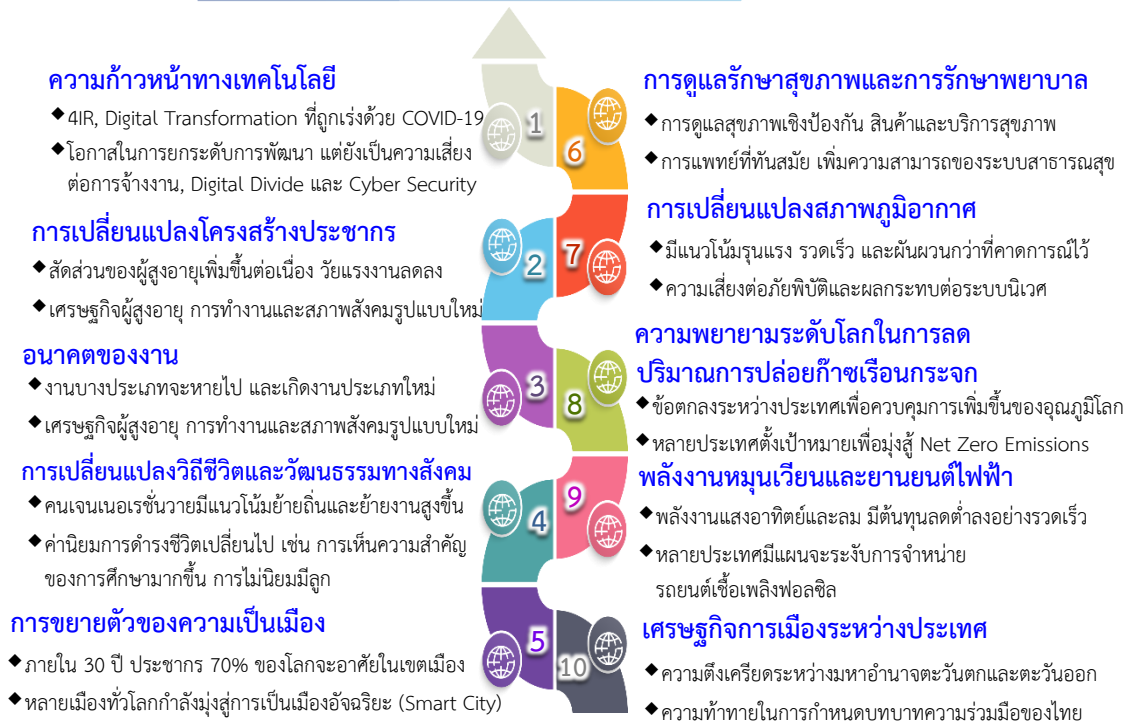 ความก้าวหน้าทางเทคโนโลยี
◆4IR, Digital Transformation ที่ถูกเร่งด้วย COVID-19
◆โอกาสในการยกระดับการพัฒนา แต่ยังเป็นความเสี่ยง
ต่อการจ้างงาน, Digital Divide และ Cyber Security
1
การเปลี่ยนแปลงโครงสร้างประชากร
◆สัดส่วนของผู้สูงอายุเพิ่มขึ้นต่อเนื่อง วัยแรงงานลดลง
◆เศรษฐกิจผู้สูงอายุ การทำงานและสภาพสังคมรูปแบบใหม่
2
อนาคตของงาน
◆งานบางประเภทจะหายไป และเกิดงานประเภทใหม่
◆เศรษฐกิจผู้สูงอายุ การทำงานและสภาพสังคมรูปแบบใหม่
3
การเปลี่ยนแปลงวิถีชีวิตและวัฒนธรรมทางสังคม
◆คนเจนเนอเรชั่นวายมีแนวโน้มย้ายถิ่นและย้ายงานสูงขึ้น
◆ค่านิยมการดำรงชีวิตเปลี่ยนไป เช่น การเห็นความสำคัญ
ของการศึกษามากขึ้น การไม่นิยมมีลูก
4
การขยายตัวของความเป็นเมือง
◆ภายใน 30 ปี ประชากร 70% ของโลกจะอาศัยในเขตเมือง
◆หลายเมืองทั่วโลกกำลังมุ่งสู่การเป็นเมืองอัจฉริยะ (Smart City)
5
การดูแลรักษาสุขภาพและการรักษาพยาบาล
◆การดูแลสุขภาพเชิงป้องกัน สินค้าและบริการสุขภาพ
◆การแพทย์ที่ทันสมัย เพิ่มความสามารถของระบบสาธารณสุข
6
การเปลี่ยนแปลงสภาพภูมิอากาศ
◆มีแนวโน้มรุนแรง รวดเร็ว และผันผวนกว่าที่คาดการณ์ไว้
◆ความเสี่ยงต่อภัยพิบัติและผลกระทบต่อระบบนิเวศ
7
ความพยายามระดับโลกในการลด
ปริมาณการปล่อยก๊าซเรือนกระจก
◆ข้อตกลงระหว่างประเทศเพื่อควบคุมการเพิ่มขึ้นของอุณภูมิโลก
◆หลายประเทศตั้งเป้าหมายเพื่อมุ่งสู้ Net Zero Emissions
8
พลังงานหมุนเวียนและยานยนต์ไฟฟ้า
◆พลังงานแสงอาทิตย์และลม มีต้นทุนลดต่ำลงอย่างรวดเร็ว
◆หลายประเทศมีแผนจะระงับการจำหน่าย
รถยนต์เชื้อเพลิงฟอสซิล
9
เศรษฐกิจการเมืองระหว่างประเทศ
◆ความตึงเครียดระหว่างมหาอำนาจตะวันตกและตะวันออก
◆ความท้าทายในการกำหนดบทบาทความร่วมมือของไทย
10